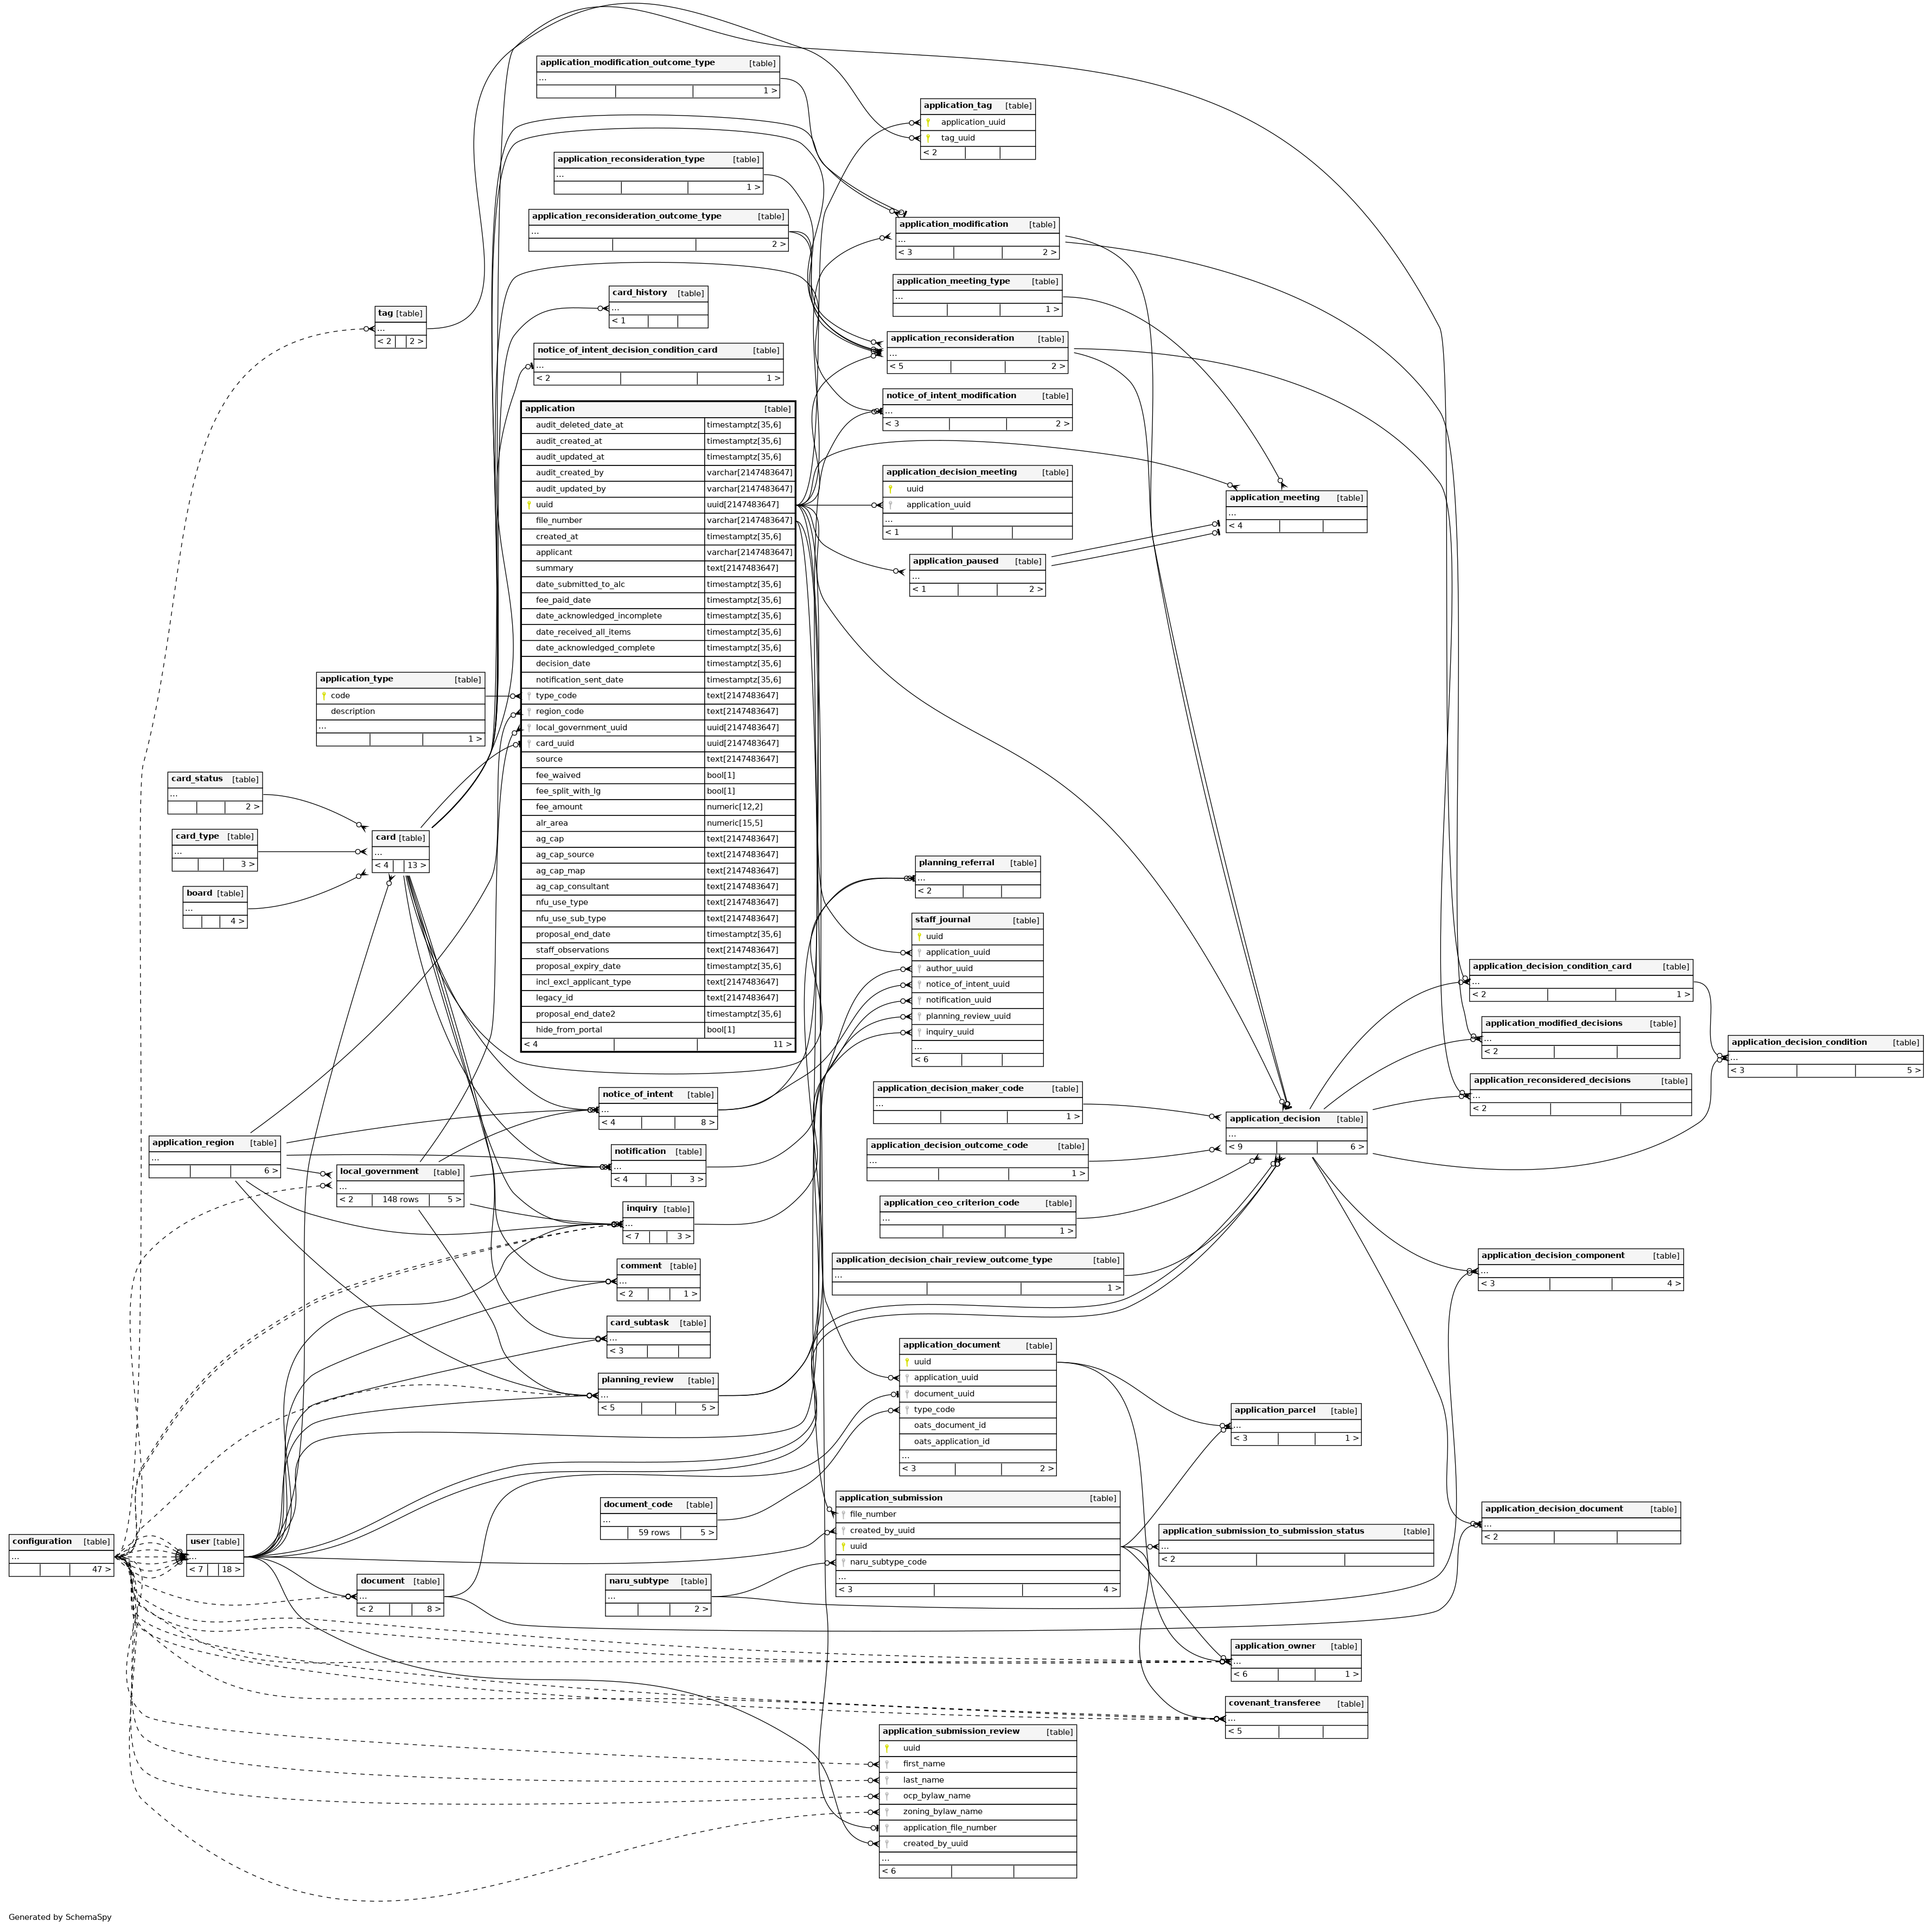 application_modification_outcome_type [table]
...
1 >
application_tag [table]
application_uuid
tag_uuid
< 2
application_reconsideration_type [table]
...
1 >
application_reconsideration_outcome_type [table]
...
2 >
application_modification [table]
...
< 3 2 >
application_meeting_type [table]
...
1 >
card_history [table]
...
< 1
tag [table]
...
< 2 2 >
application_reconsideration [table]
...
< 5 2 >
notice_of_intent_decision_condition_card [table]
...
< 2 1 >
notice_of_intent_modification [table]
...
< 3 2 >
application [table]
audit_deleted_date_at timestamptz[35,6]
audit_created_at timestamptz[35,6]
audit_updated_at timestamptz[35,6]
audit_created_by varchar[2147483647]
audit_updated_by varchar[2147483647]
uuid uuid[2147483647]
file_number varchar[2147483647]
created_at timestamptz[35,6]
applicant varchar[2147483647]
summary text[2147483647]
date_submitted_to_alc timestamptz[35,6]
fee_paid_date timestamptz[35,6]
date_acknowledged_incomplete timestamptz[35,6]
date_received_all_items timestamptz[35,6]
date_acknowledged_complete timestamptz[35,6]
decision_date timestamptz[35,6]
notification_sent_date timestamptz[35,6]
type_code text[2147483647]
region_code text[2147483647]
local_government_uuid uuid[2147483647]
card_uuid uuid[2147483647]
source text[2147483647]
fee_waived bool[1]
fee_split_with_lg bool[1]
fee_amount numeric[12,2]
alr_area numeric[15,5]
ag_cap text[2147483647]
ag_cap_source text[2147483647]
ag_cap_map text[2147483647]
ag_cap_consultant text[2147483647]
nfu_use_type text[2147483647]
nfu_use_sub_type text[2147483647]
proposal_end_date timestamptz[35,6]
staff_observations text[2147483647]
proposal_expiry_date timestamptz[35,6]
incl_excl_applicant_type text[2147483647]
legacy_id text[2147483647]
proposal_end_date2 timestamptz[35,6]
hide_from_portal bool[1]
< 4 11 >
application_decision_meeting [table]
uuid
application_uuid
...
< 1
application_meeting [table]
...
< 4
application_paused [table]
...
< 1 2 >
application_type [table]
code
description
...
1 >
card_status [table]
...
2 >
card_type [table]
...
3 >
card [table]
...
< 4 13 >
board [table]
...
4 >
planning_referral [table]
...
< 2
staff_journal [table]
uuid
application_uuid
author_uuid
notice_of_intent_uuid
notification_uuid
planning_review_uuid
inquiry_uuid
...
< 6
application_decision_condition_card [table]
...
< 2 1 >
application_modified_decisions [table]
...
< 2
application_decision_condition [table]
...
< 3 5 >
application_reconsidered_decisions [table]
...
< 2
application_decision_maker_code [table]
...
1 >
notice_of_intent [table]
...
< 4 8 >
application_decision [table]
...
< 9 6 >
application_region [table]
...
6 >
application_decision_outcome_code [table]
...
1 >
notification [table]
...
< 4 3 >
local_government [table]
...
< 2 148 rows 5 >
inquiry [table]
...
< 7 3 >
application_ceo_criterion_code [table]
...
1 >
application_decision_chair_review_outcome_type [table]
...
1 >
application_decision_component [table]
...
< 3 4 >
comment [table]
...
< 2 1 >
card_subtask [table]
...
< 3
planning_review [table]
...
< 5 5 >
application_document [table]
uuid
application_uuid
document_uuid
type_code
oats_document_id
oats_application_id
...
< 3 2 >
application_parcel [table]
...
< 3 1 >
document_code [table]
...
59 rows 5 >
application_submission [table]
file_number
created_by_uuid
uuid
naru_subtype_code
...
< 3 4 >
application_decision_document [table]
...
< 2
application_submission_to_submission_status [table]
...
< 2
configuration [table]
...
47 >
user [table]
...
< 7 18 >
document [table]
...
< 2 8 >
naru_subtype [table]
...
2 >
application_owner [table]
...
< 6 1 >
covenant_transferee [table]
...
< 5
application_submission_review [table]
uuid
first_name
last_name
ocp_bylaw_name
zoning_bylaw_name
application_file_number
created_by_uuid
...
< 6
Generated by SchemaSpy